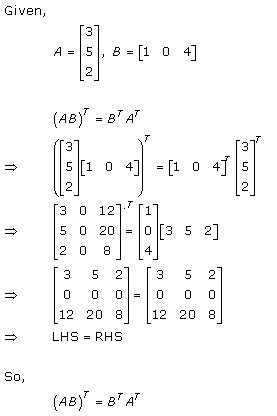 Given,
A = [3 5 2], B = [1 0 4]
(AB)^T = B^T A^T
⇒ ([3 5 2] [1 0 4])^T = [1 0 4]^T [3 5 2]^T
⇒ [3 0 12 5 0 20 2 0 8]^T = [1 0 4] [3 5 2]
⇒ [3 5 2 0 0 0 12 20 8] = [3 5 2 0 0 0 12 20 8]
⇒ LHS = RHS
So,
(AB)^T = B^T A^T